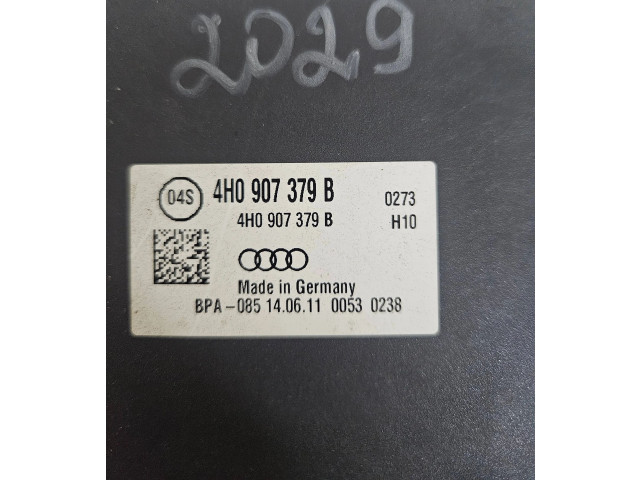 2029
04S 4H0 907 379 B 0273
4H0 907 379 B H10
Made in Germany
BPA-085 14.06.11 0053 0238